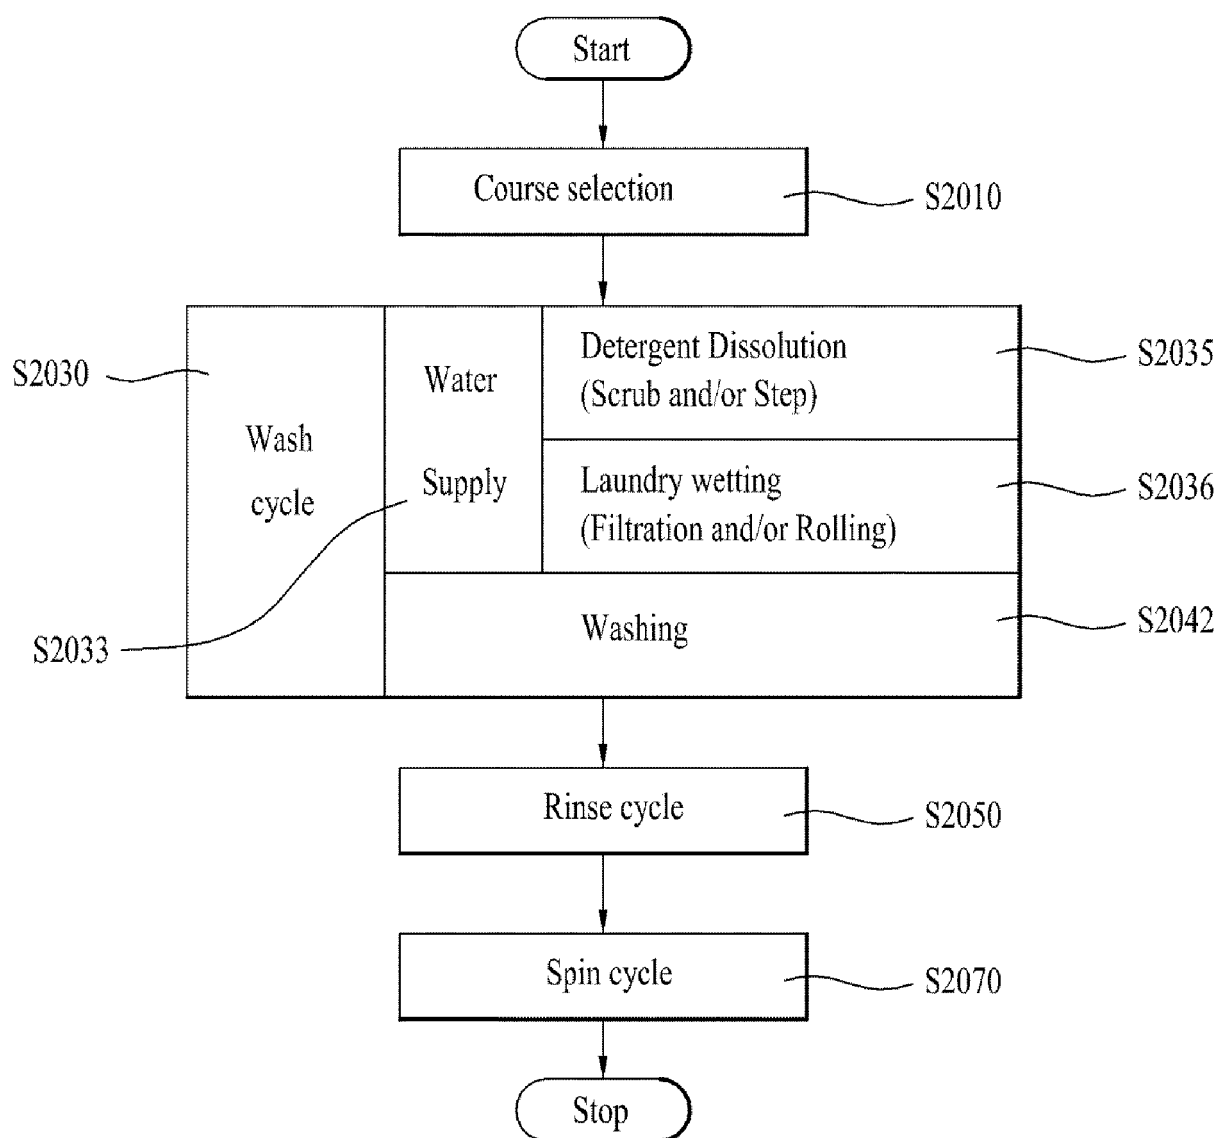 Start
Course selection
S2010
S2030
Wash
cycle
Water
Supply
S2033
Detergent Dissolution
(Scrub and/or Step)
S2035
Laundry wetting
(Filtration and/or Rolling)
S2036
Washing
S2042
Rinse cycle
S2050
Spin cycle
S2070
Stop